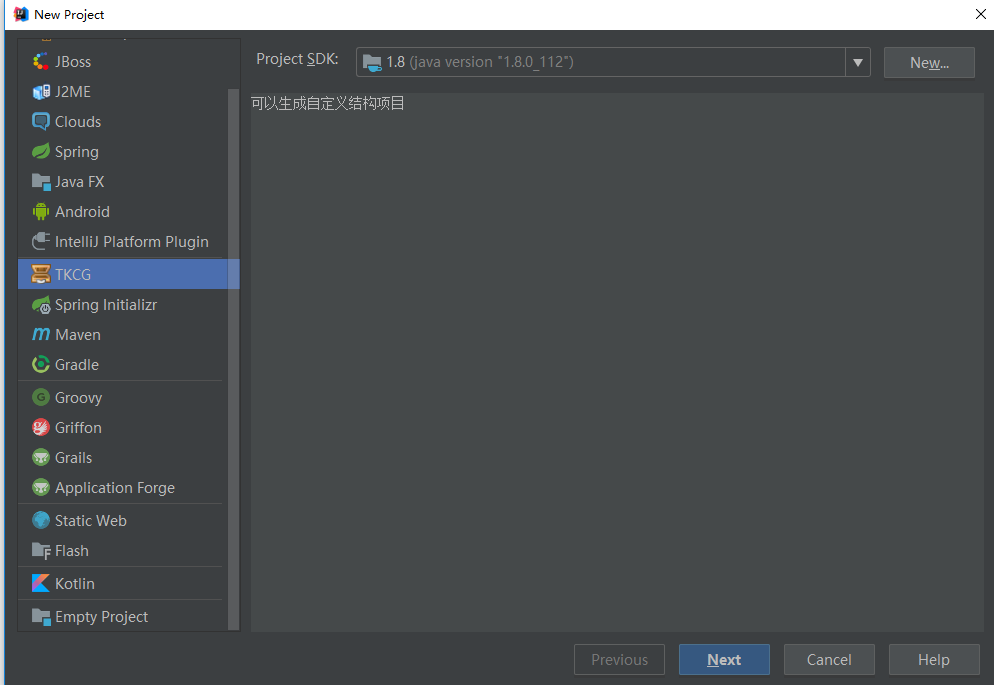 New Project
JBoss
J2ME
Clouds
Spring
Java FX
Android
IntelliJ Platform Plugin
TKCG
Spring Initializr
Maven
Gradle
Groovy
Griffon
Grails
Application Forge
Static Web
Flash
Kotlin
Empty Project
Project SDK: 1.8 (java version "1.8.0_112") New...
可以生成自定义结构项目
Previous Next Cancel Help